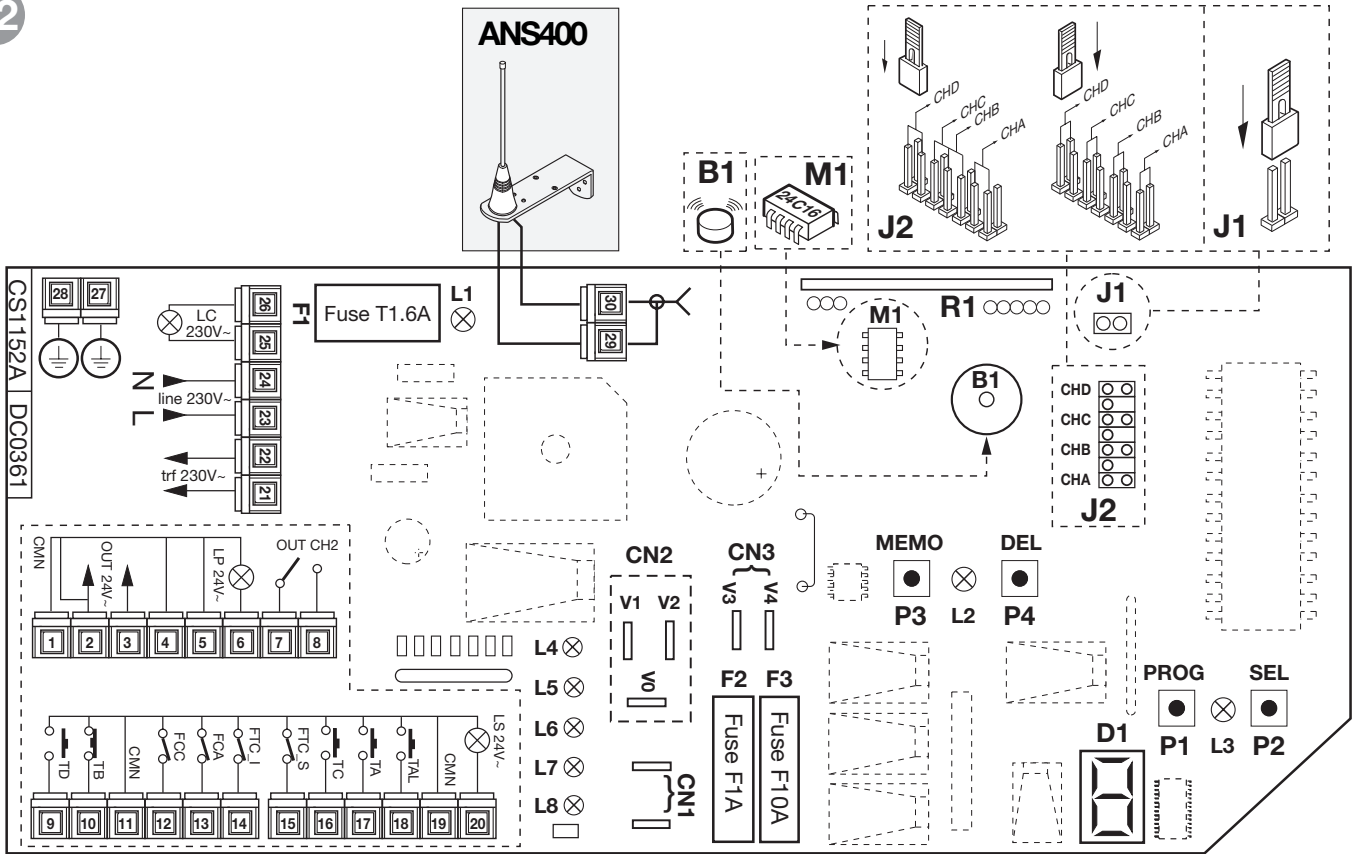 2
ANS400
CHD
CHC
CHB
CHA
CHD
CHC
CHB
CHA
J2
J1
B1
M1
24C16
CS1152A
DC0361
28
27
LC
230V~
N
line 230V~
L
trf 230V~
26
25
24
23
22
21
F1
Fuse T1.6A
L1
30
29
R1
M1
B1
J1
CHD
CHC
CHB
CHA
J2
CMN
OUT 24V~
LP 24V~
OUT CH2
1
2
3
4
5
6
7
8
TD
TB
CMN
FCC
FCA
FTC_I
FTC_S
TC
TA
TAL
CMN
LS 24V~
9
10
11
12
13
14
15
16
17
18
19
20
L4
L5
L6
L7
L8
CN2
V1
V2
V0
CN1
CN3
V3
V4
F2
F3
Fuse F1A
Fuse F10A
MEMO
DEL
P3
L2
P4
PROG
SEL
P1
L3
P2
D1
8